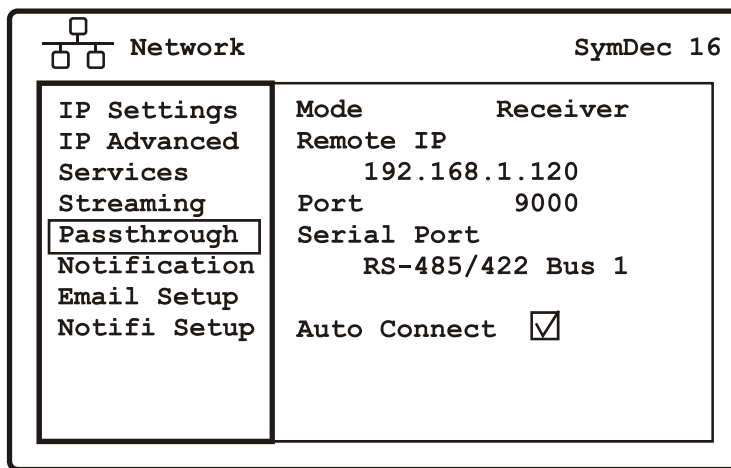 Network
SymDec 16
IP Settings
IP Advanced
Services
Streaming
Passthrough
Notification
Email Setup
Notifi Setup
Mode Receiver
Remote IP
192.168.1.120
Port 9000
Serial Port
RS-485/422 Bus 1
Auto Connect